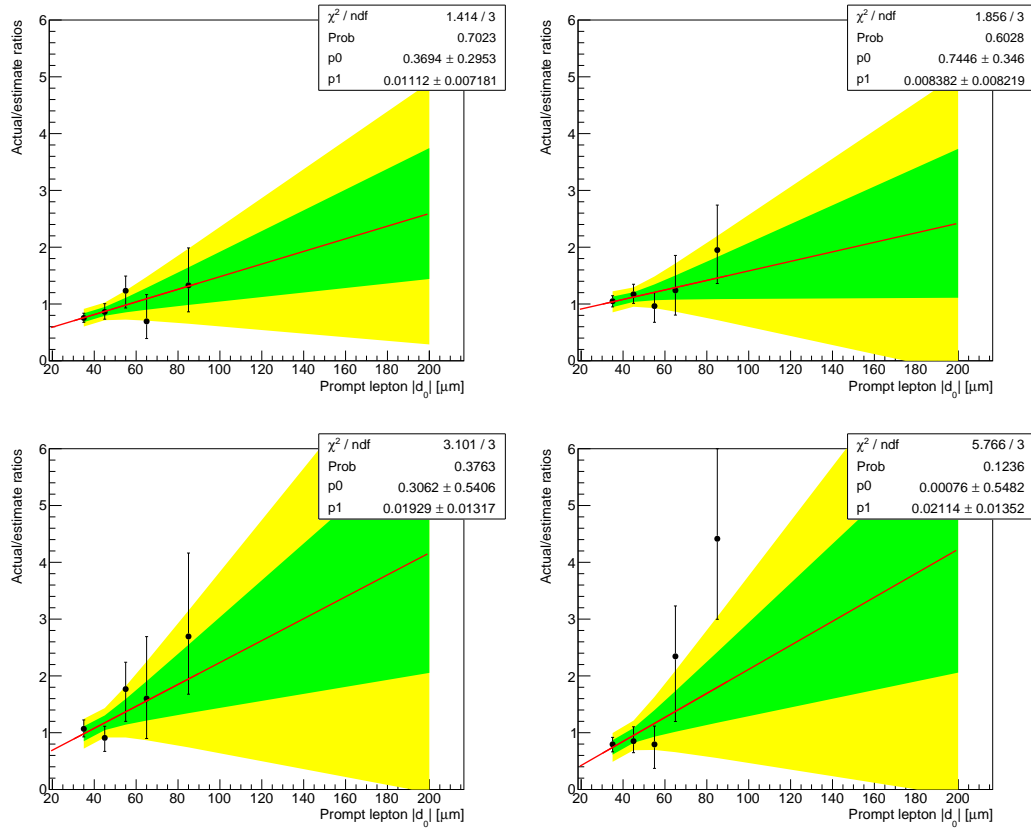 χ² / ndf 1.414 / 3
Prob 0.7023
p0 0.3694 ± 0.2953
p1 0.01112 ± 0.007181
Actual/estimate ratios
6
5
4
3
2
1
0
20 40 60 80 100 120 140 160 180 200
Prompt lepton |d₀| [μm]
χ² / ndf 1.856 / 3
Prob 0.6028
p0 0.7446 ± 0.346
p1 0.008382 ± 0.008219
Actual/estimate ratios
6
5
4
3
2
1
0
20 40 60 80 100 120 140 160 180 200
Prompt lepton |d₀| [μm]
χ² / ndf 3.101 / 3
Prob 0.3763
p0 0.3062 ± 0.5406
p1 0.01929 ± 0.01317
Actual/estimate ratios
6
5
4
3
2
1
0
20 40 60 80 100 120 140 160 180 200
Prompt lepton |d₀| [μm]
χ² / ndf 5.766 / 3
Prob 0.1236
p0 0.00076 ± 0.5482
p1 0.02114 ± 0.01352
Actual/estimate ratios
6
5
4
3
2
1
0
20 40 60 80 100 120 140 160 180 200
Prompt lepton |d₀| [μm]